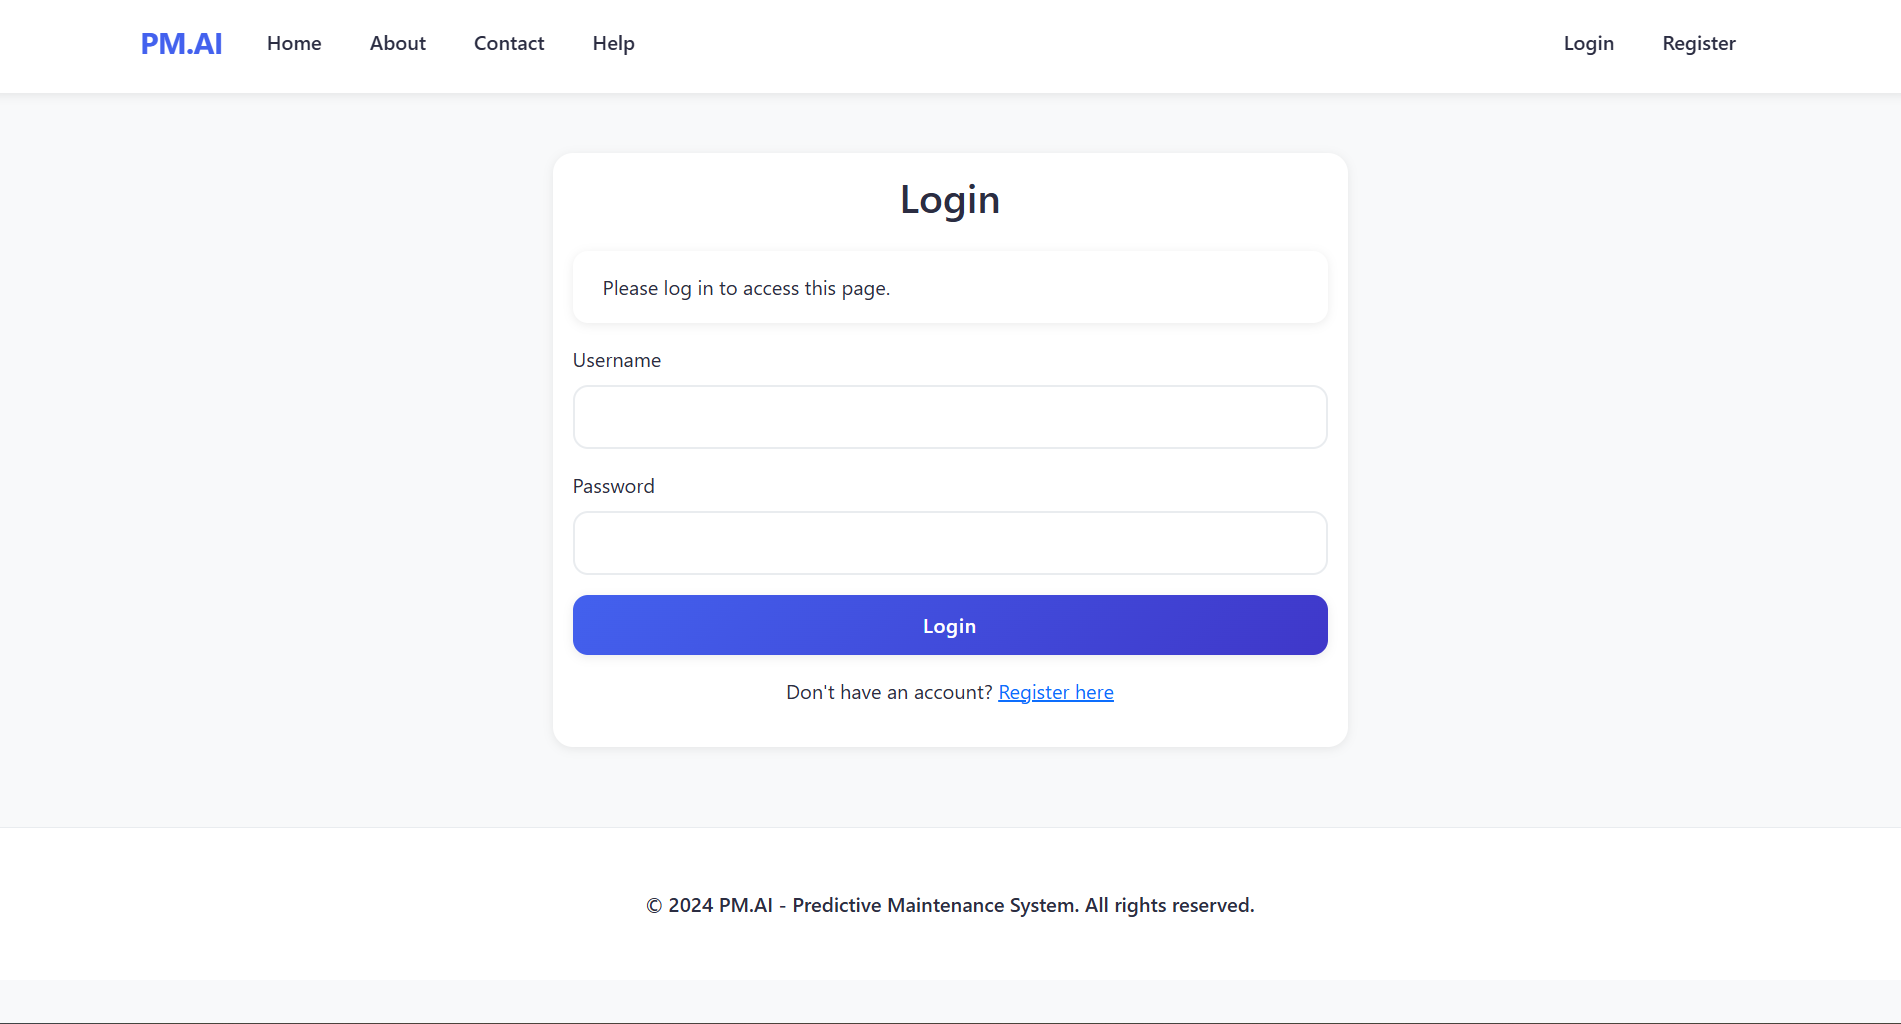 PM.AI Home About Contact Help Login Register
Login
Please log in to access this page.
Username
Password
Login
Don't have an account? Register here
© 2024 PM.AI - Predictive Maintenance System. All rights reserved.